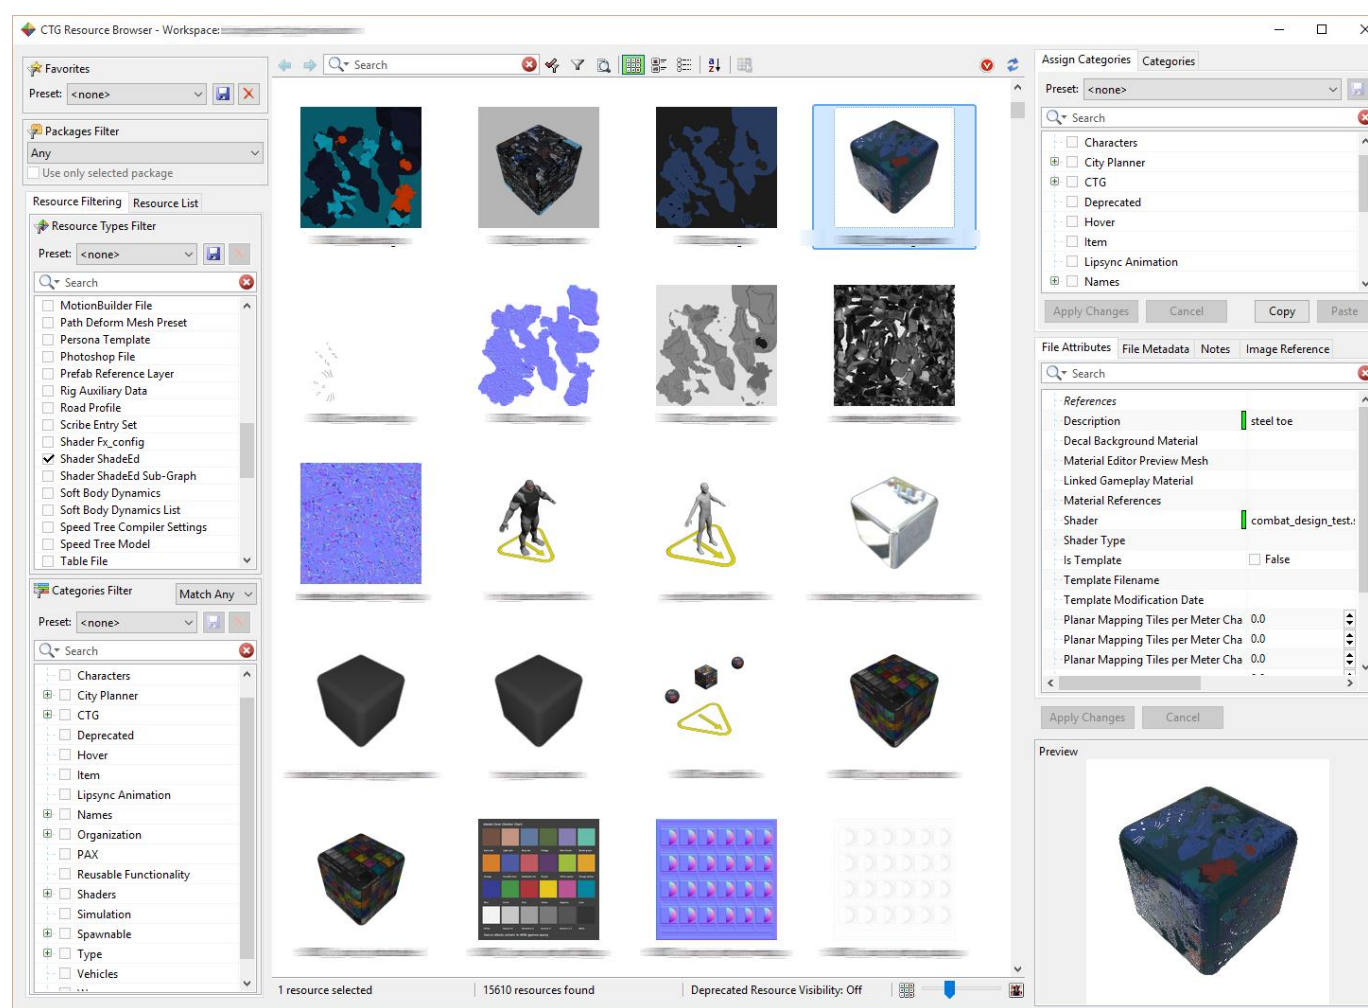 CTG Resource Browser - Workspace:
Favorites
Preset: <none>
Packages Filter
Any
Use only selected package
Resource Filtering Resource List
Resource Types Filter
Preset: <none>
Search
MotionBuilder File
Path Deform Mesh Preset
Persona Template
Photoshop File
Prefab Reference Layer
Rig Auxiliary Data
Road Profile
Scribe Entry Set
Shader Fx_config
Shader ShadeEd
Shader ShadeEd Sub-Graph
Soft Body Dynamics
Soft Body Dynamics List
Speed Tree Compiler Settings
Speed Tree Model
Table File
Categories Filter Match Any
Preset: <none>
Search
Characters
City Planner
CTG
Deprecated
Hover
Item
Lipsync Animation
Names
Organization
PAX
Reusable Functionality
Shaders
Simulation
Spawnable
Type
Vehicles
Search
1 resource selected
15610 resources found
Deprecated Resource Visibility: Off
Assign Categories Categories
Preset: <none>
Search
Characters
City Planner
CTG
Deprecated
Hover
Item
Lipsync Animation
Names
Apply Changes Cancel Copy Paste
File Attributes File Metadata Notes Image Reference
Search
References
Description steel toe
Decal Background Material
Material Editor Preview Mesh
Linked Gameplay Material
Material References
Shader combat_design_test.
Shader Type
Is Template False
Template Filename
Template Modification Date
Planar Mapping Tiles per Meter Cha 0.0
Planar Mapping Tiles per Meter Cha 0.0
Planar Mapping Tiles per Meter Cha 0.0
Apply Changes Cancel
Preview